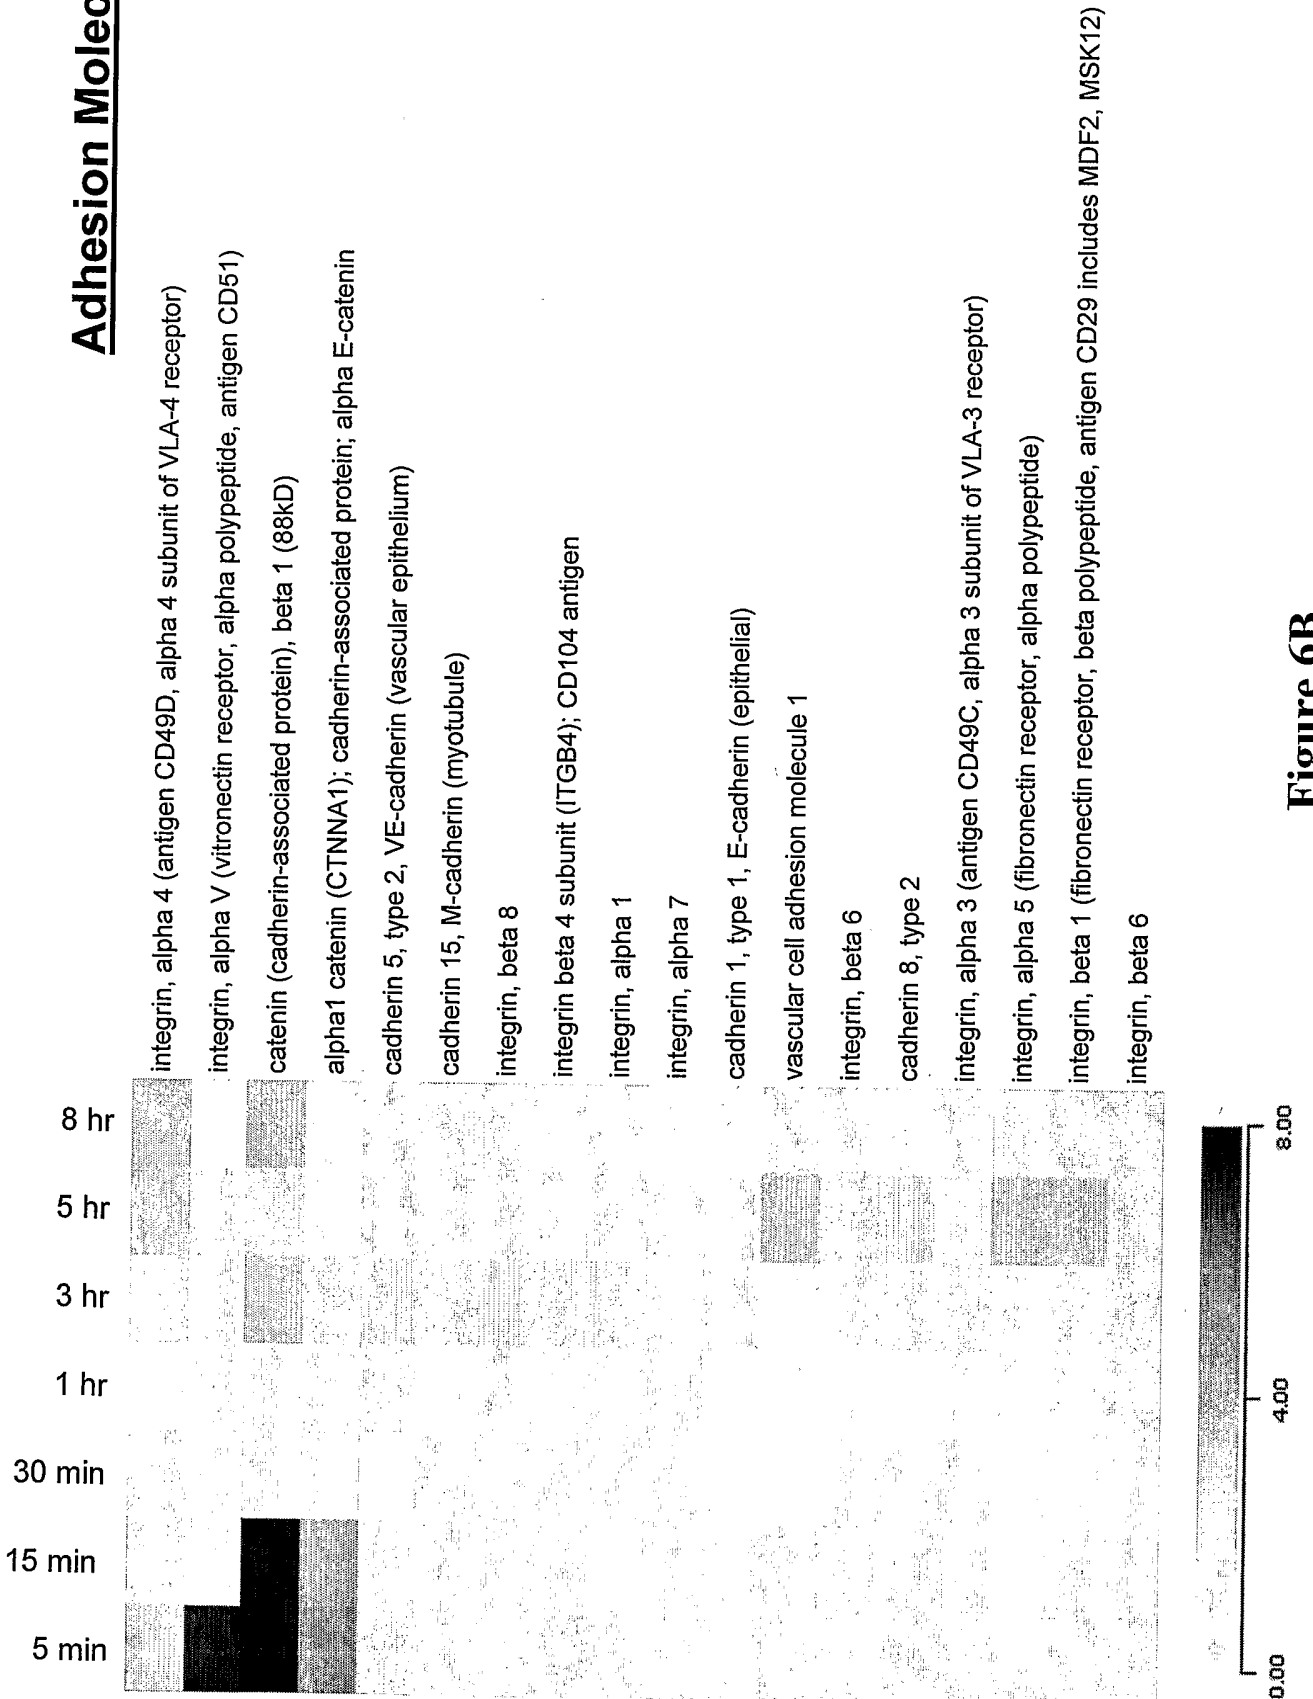 Adhesion Molec
5 min
15 min
30 min
1 hr
3 hr
5 hr
8 hr
integrin, alpha 4 (antigen CD49D, alpha 4 subunit of VLA-4 receptor)
integrin, alpha V (vitronectin receptor, alpha polypeptide, antigen CD51)
catenin (cadherin-associated protein), beta 1 (88kD)
alpha1 catenin (CTNNA1); cadherin-associated protein; alpha E-catenin
cadherin 5, type 2, VE-cadherin (vascular epithelium)
cadherin 15, M-cadherin (myotubule)
integrin, beta 8
integrin beta 4 subunit (ITGB4); CD104 antigen
integrin, alpha 1
integrin, alpha 7
cadherin 1, type 1, E-cadherin (epithelial)
vascular cell adhesion molecule 1
integrin, beta 6
cadherin 8, type 2
integrin, alpha 3 (antigen CD49C, alpha 3 subunit of VLA-3 receptor)
integrin, alpha 5 (fibronectin receptor, alpha polypeptide)
integrin, beta 1 (fibronectin receptor, beta polypeptide, antigen CD29 includes MDF2, MSK12)
integrin, beta 6
0.00
4.00
8.00
Figure 6B